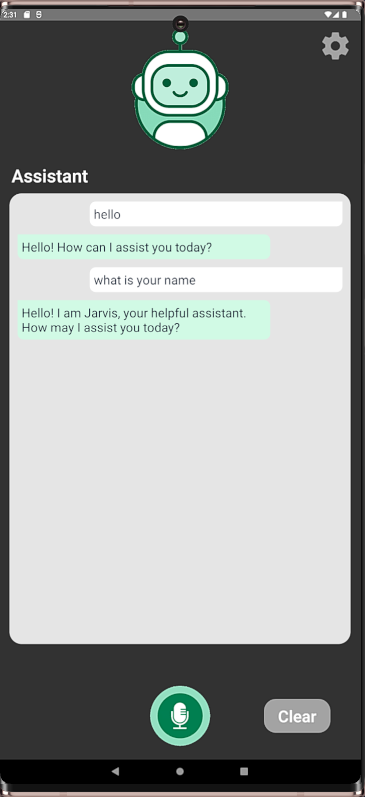 2:31
Assistant
hello
Hello! How can I assist you today?
what is your name
Hello! I am Jarvis, your helpful assistant.
How may I assist you today?
Clear